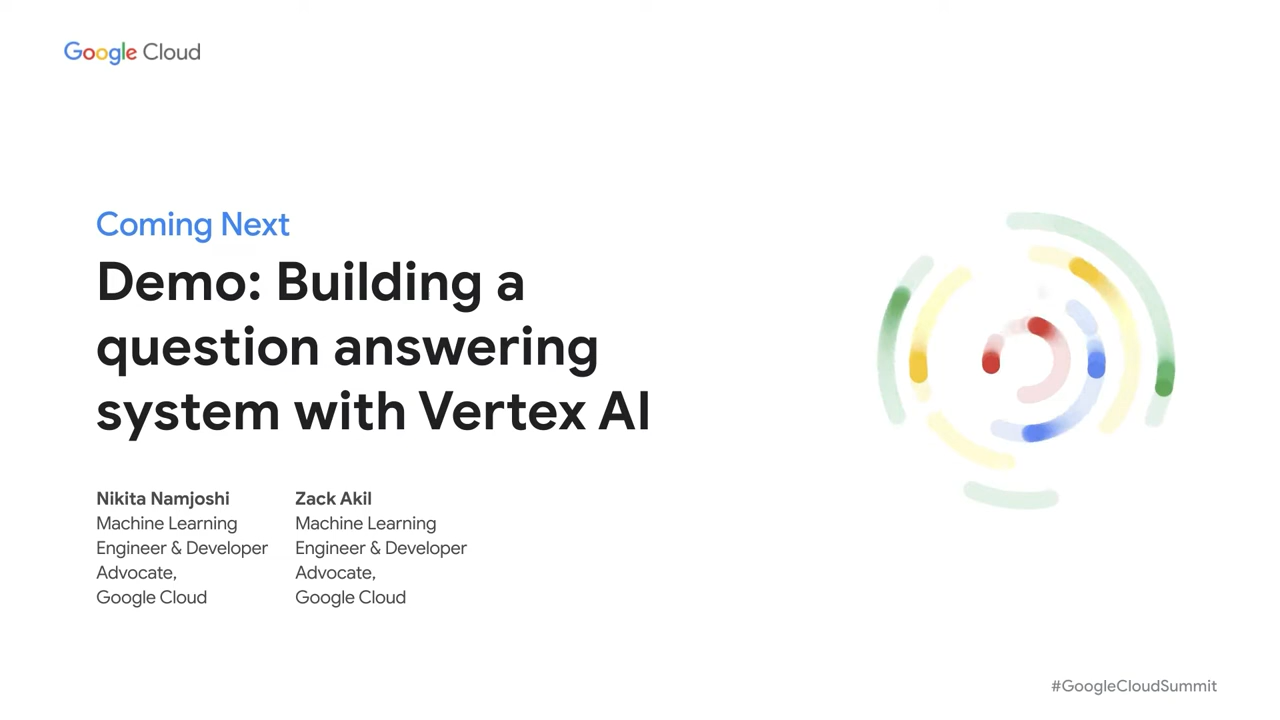 Google Cloud
Coming Next
Demo: Building a
question answering
system with Vertex AI
Nikita Namjoshi
Machine Learning
Engineer & Developer
Advocate,
Google Cloud
Zack Akil
Machine Learning
Engineer & Developer
Advocate,
Google Cloud
#GoogleCloudSummit